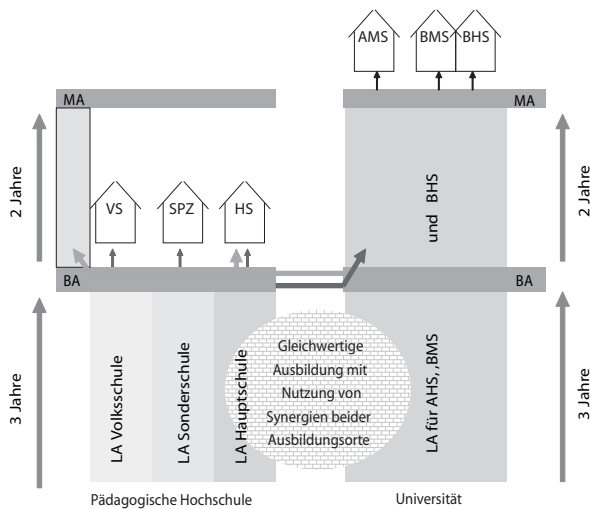 AMS
BMS
BHS
MA
MA
2 Jahre
2 Jahre
VS
SPZ
HS
und BHS
BA
BA
3 Jahre
3 Jahre
LA Volksschule
LA Sonderschule
LA Hauptschule
Gleichwertige
Ausbildung mit
Nutzung von
Synergien beider
Ausbildungsorte
LA für AHS,,BMS
Pädagogische Hochschule
Universität